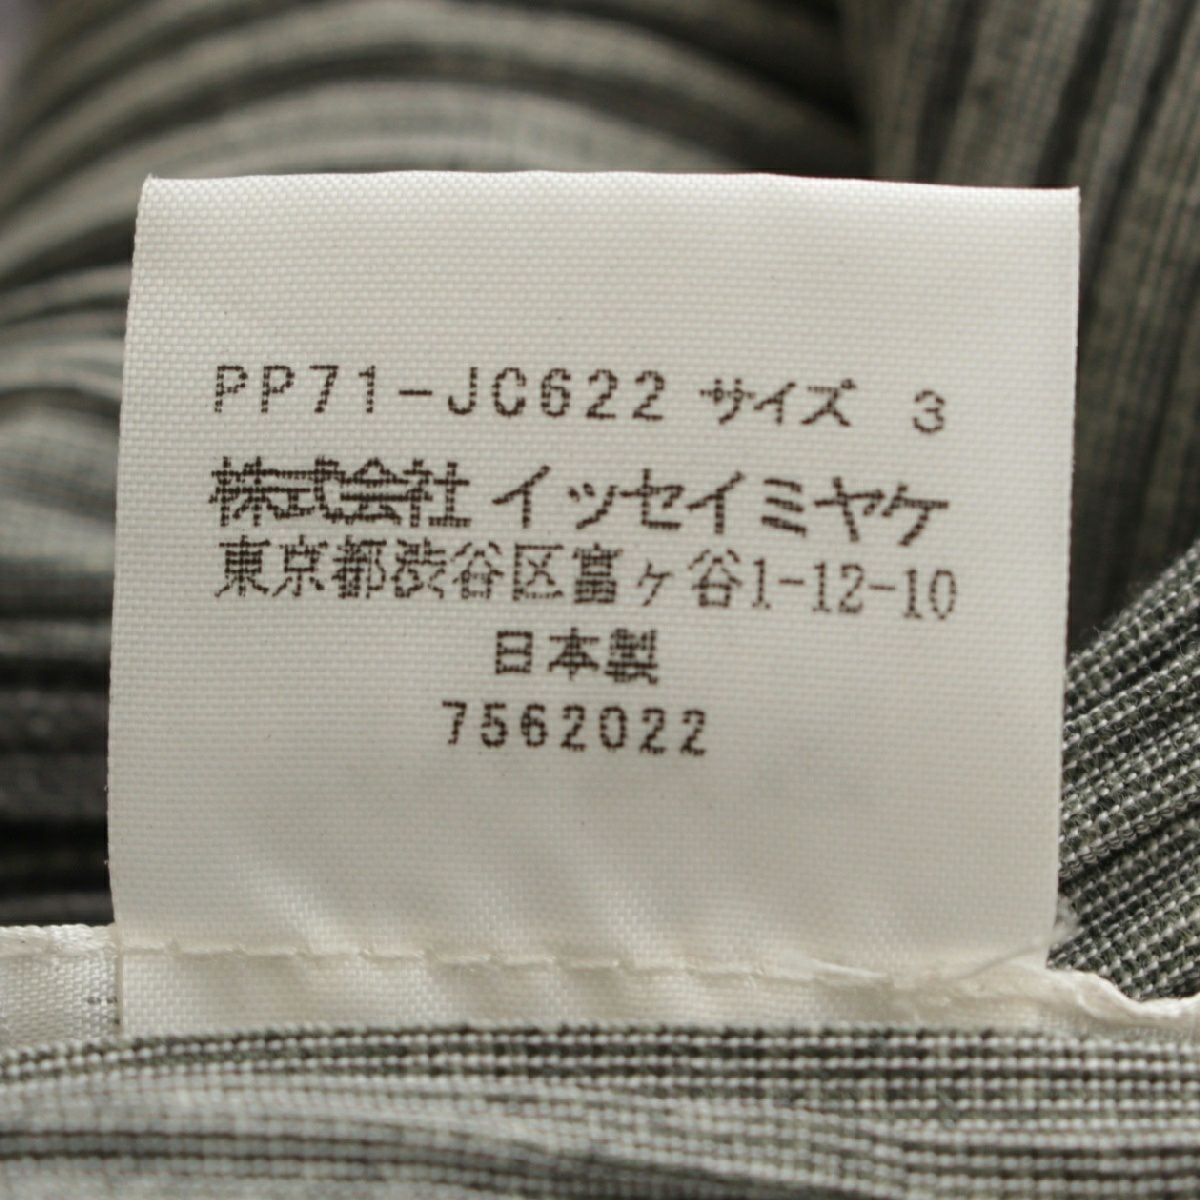 PP71-JC622 サイズ 3
株式会社 イッセイミヤケ
東京都渋谷区富ヶ谷1-12-10
日本製
7562022